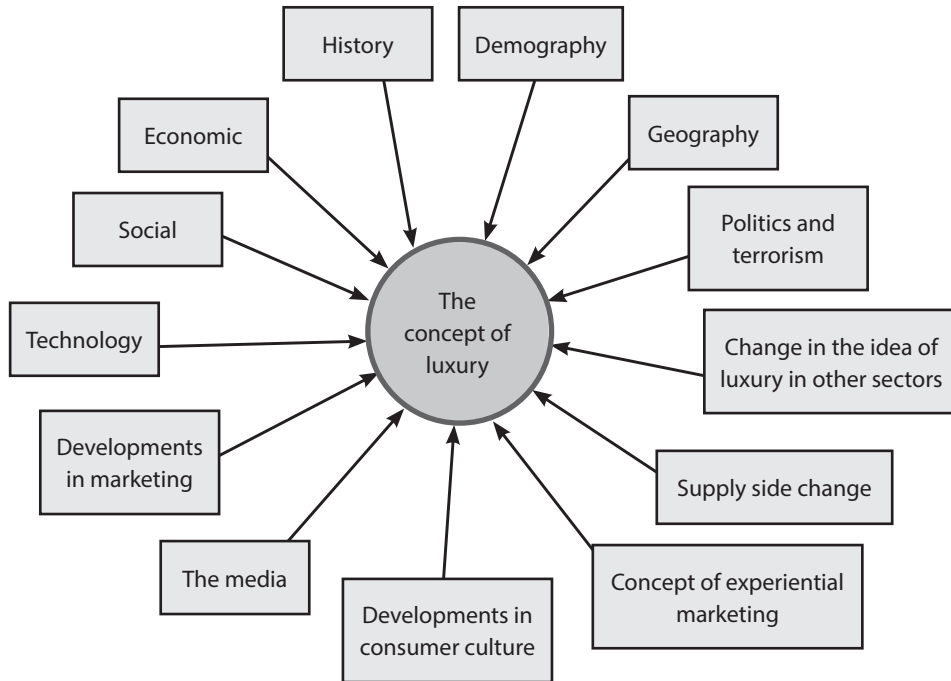 History
Demography
Economic
Geography
Social
Politics and
terrorism
The
concept of
luxury
Technology
Change in the idea of
luxury in other sectors
Developments
in marketing
Supply side change
The media
Concept of experiential
marketing
Developments in
consumer culture